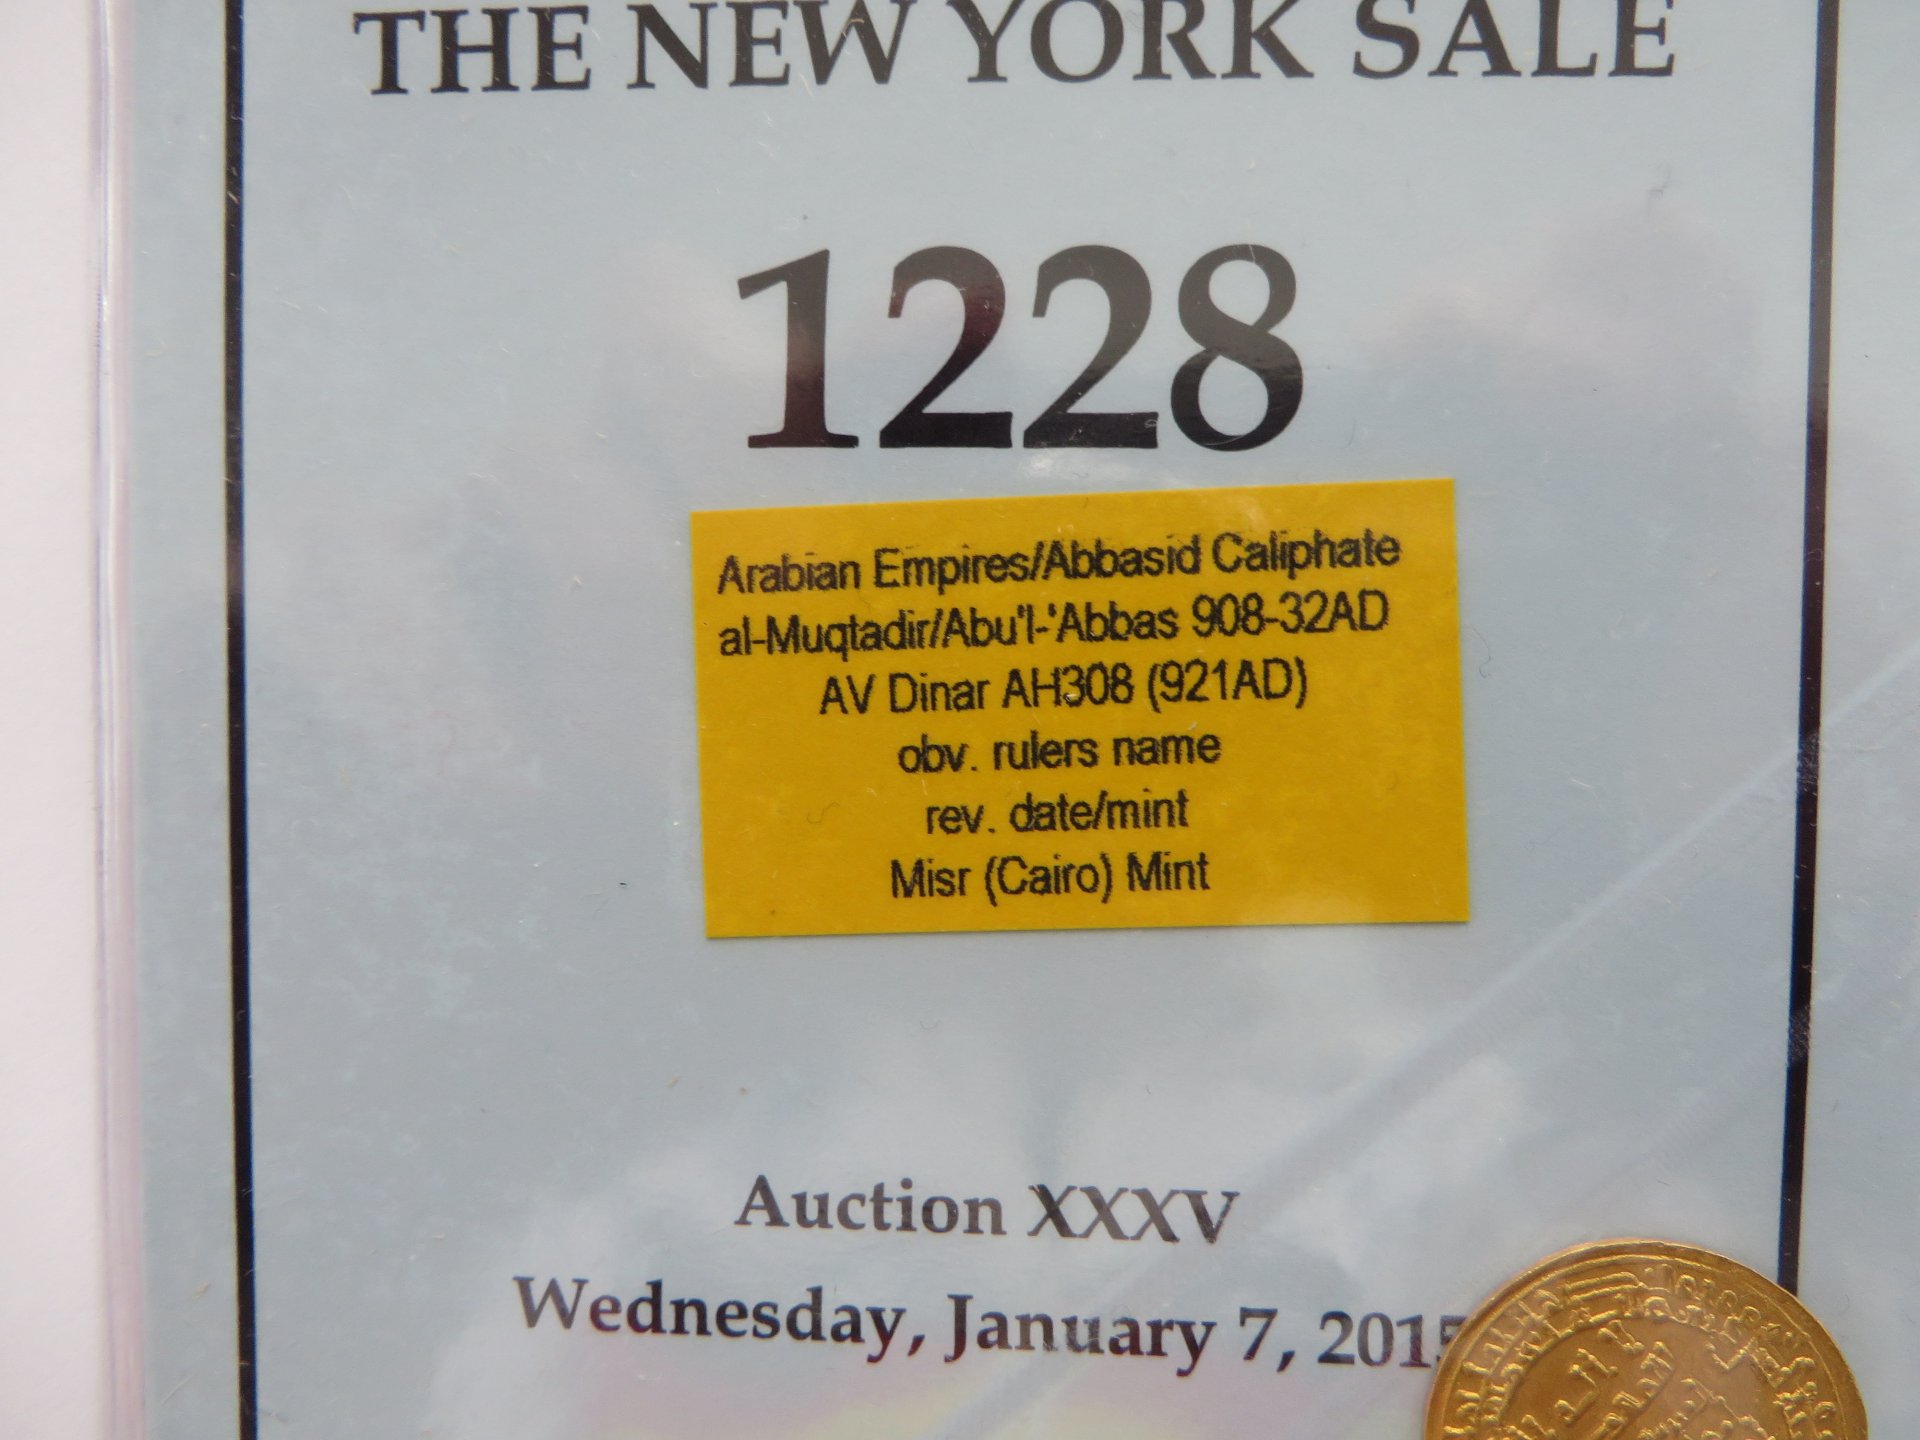 THE NEW YORK SALE
1228
Arabian Empires/Abbasid Caliphate
al-Muqtadir/Abu'l-'Abbas 908-32AD
AV Dinar AH308 (921AD)
obv. rulers name
rev. date/mint
Misr (Cairo) Mint
Auction XXXV
Wednesday, January 7, 2015